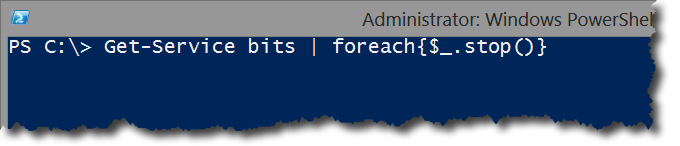 Administrator: Windows PowerShel
PS C:\> Get-Service bits | foreach{$_.stop()}